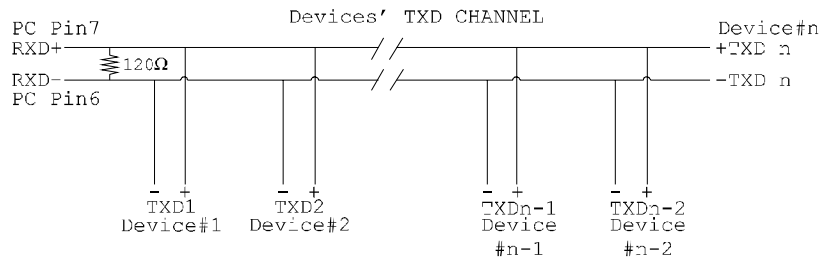 Devices' TXD CHANNEL
PC Pin7
RXD+
120Ω
RXD-
PC Pin6
Device#n
+TXD n
-TXD n
- +
TXD1
Device#1
- +
TXD2
Device#2
- +
TXDn-1
Device
#n-1
- +
TXDn-2
Device
#n-2